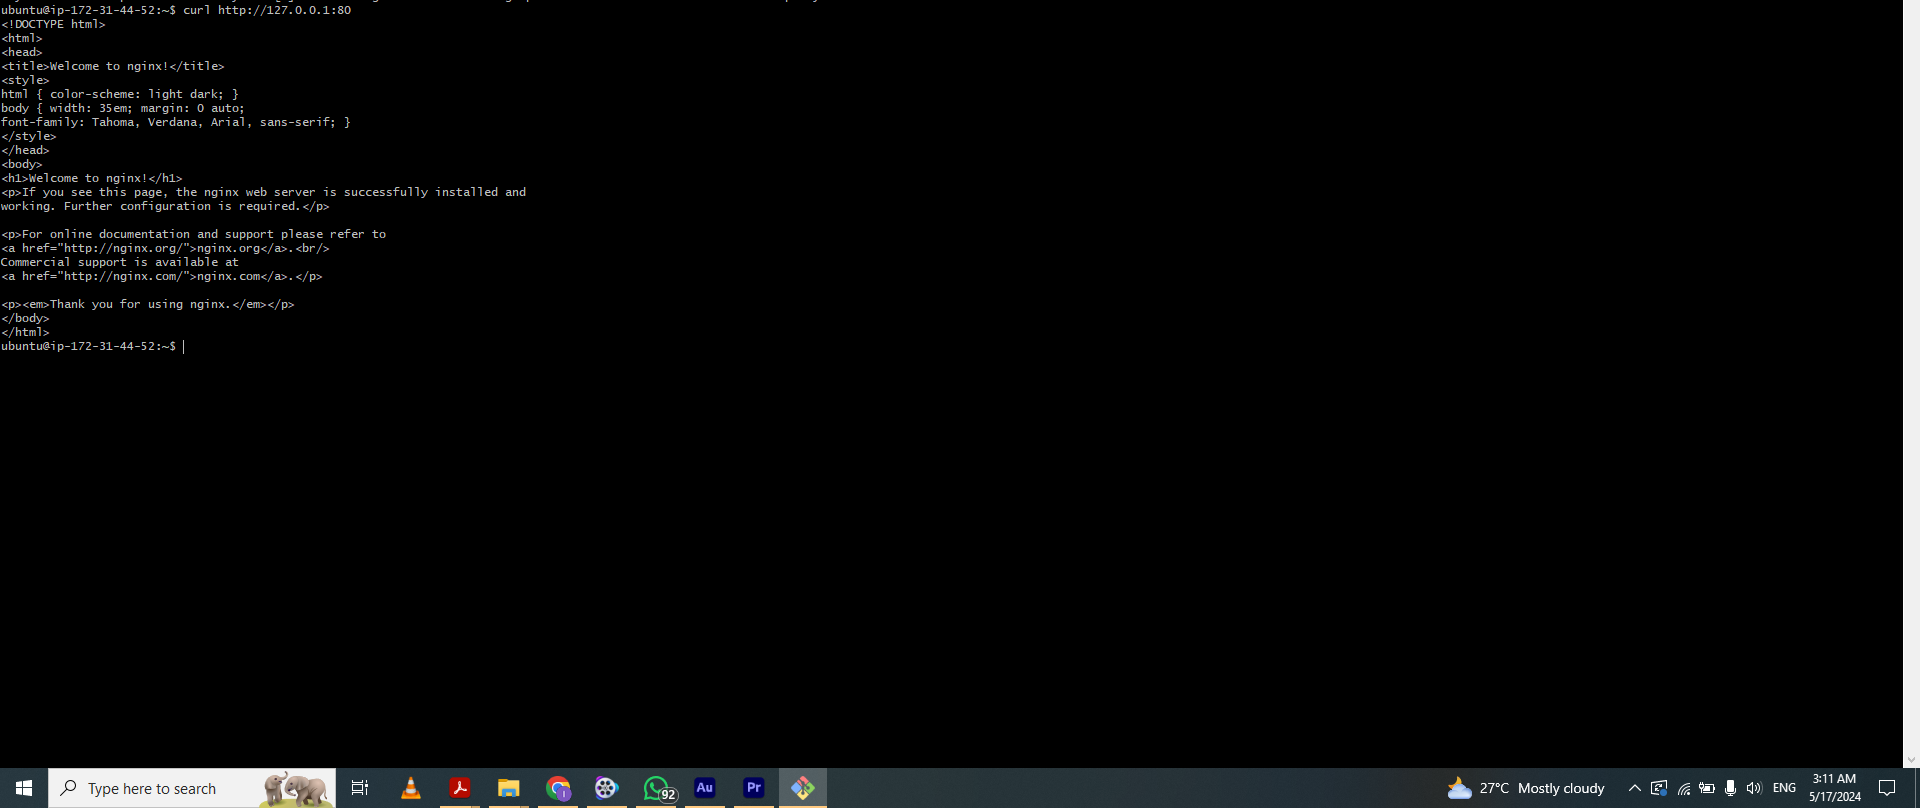 ubuntu@ip-172-31-44-52:~$ curl http://127.0.0.1:80
<!DOCTYPE html>
<html>
<head>
<title>Welcome to nginx!</title>
<style>
html { color-scheme: light dark; }
body { width: 35em; margin: 0 auto;
font-family: Tahoma, Verdana, Arial, sans-serif; }
</style>
</head>
<body>
<h1>Welcome to nginx!</h1>
<p>If you see this page, the nginx web server is successfully installed and
working. Further configuration is required.</p>

<p>For online documentation and support please refer to
<a href="http://nginx.org/">nginx.org</a>.<br/>
Commercial support is available at
<a href="http://nginx.com/">nginx.com</a>.</p>

<p><em>Thank you for using nginx.</em></p>
</body>
</html>
ubuntu@ip-172-31-44-52:~$
Type here to search
92
Au
Pr
27°C Mostly cloudy
ENG
3:11 AM
5/17/2024